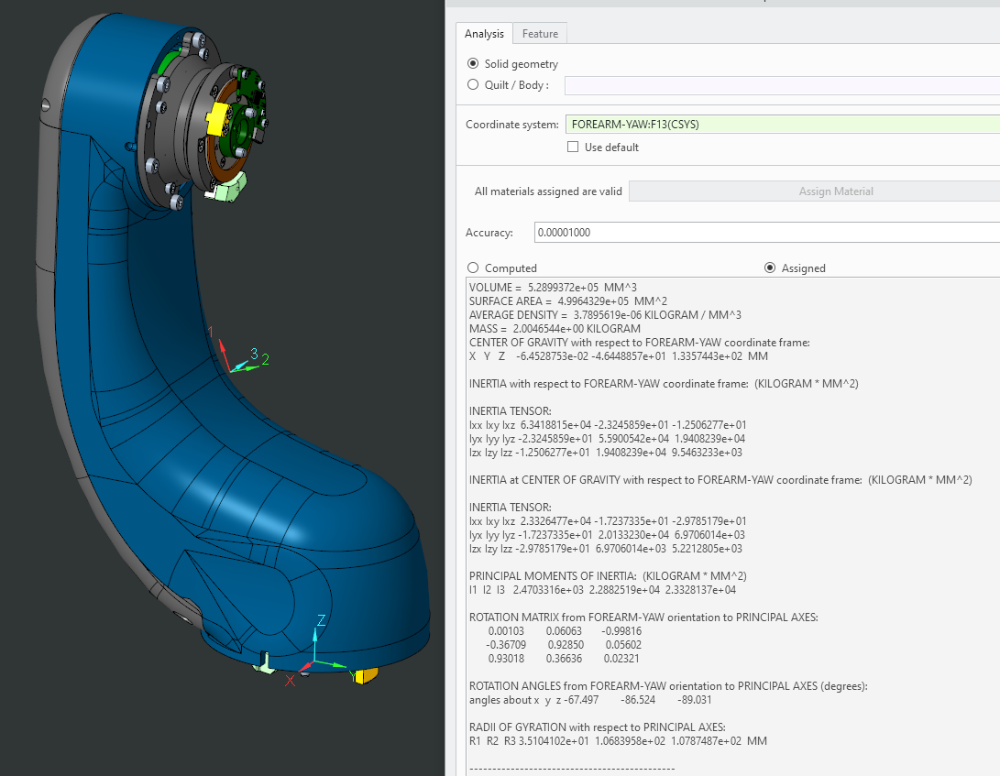 Analysis Feature
Solid geometry
Quilt / Body :
Coordinate system: FOREARM-YAW:F13(CSYS)
Use default
All materials assigned are valid Assign Material
Accuracy: 0.00001000
Computed Assigned
VOLUME = 5.2899372e+05 MM^3
SURFACE AREA = 4.9964329e+05 MM^2
AVERAGE DENSITY = 3.7895619e-06 KILOGRAM / MM^3
MASS = 2.0046544e+00 KILOGRAM
CENTER OF GRAVITY with respect to FOREARM-YAW coordinate frame:
X Y Z -6.4528753e-02 -4.6448857e+01 1.3357443e+02 MM
INERTIA with respect to FOREARM-YAW coordinate frame: (KILOGRAM * MM^2)
INERTIA TENSOR:
Ixx Ixy Ixz 6.3418815e+04 -2.3245859e+01 -1.2506277e+01
Iyx Iyy Iyz -2.3245859e+01 5.5900542e+04 1.9408239e+04
Izx Izy Izz -1.2506277e+01 1.9408239e+04 9.5463233e+03
INERTIA at CENTER OF GRAVITY with respect to FOREARM-YAW coordinate frame: (KILOGRAM * MM^2)
INERTIA TENSOR:
Ixx Ixy Ixz 2.3326477e+04 -1.7237335e+01 -2.9785179e+01
Iyx Iyy Iyz -1.7237335e+01 2.0133230e+04 6.9706014e+03
Izx Izy Izz -2.9785179e+01 6.9706014e+03 5.2212805e+03
PRINCIPAL MOMENTS OF INERTIA: (KILOGRAM * MM^2)
I1 I2 I3 2.4703316e+03 2.2882519e+04 2.3328137e+04
ROTATION MATRIX from FOREARM-YAW orientation to PRINCIPAL AXES:
0.00103 0.06063 -0.99816
-0.36709 0.92850 0.05602
0.93018 0.36636 0.02321
ROTATION ANGLES from FOREARM-YAW orientation to PRINCIPAL AXES (degrees):
angles about x y z -67.497 -86.524 -89.031
RADII OF GYRATION with respect to PRINCIPAL AXES:
R1 R2 R3 3.5104102e+01 1.0683958e+02 1.0787487e+02 MM
---------------------------------------------
1
3
2
Z
X
Y